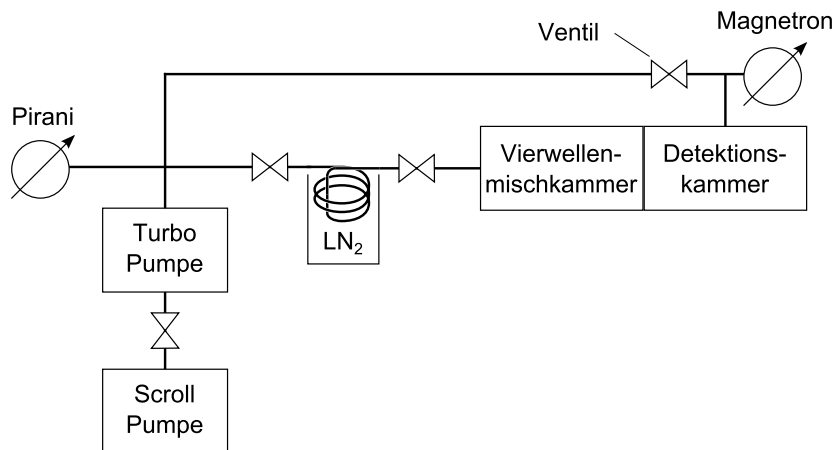 Magnetron
Ventil
Pirani
Vierwellen-
mischkammer
Detektions-
kammer
LN₂
Turbo
Pumpe
Scroll
Pumpe